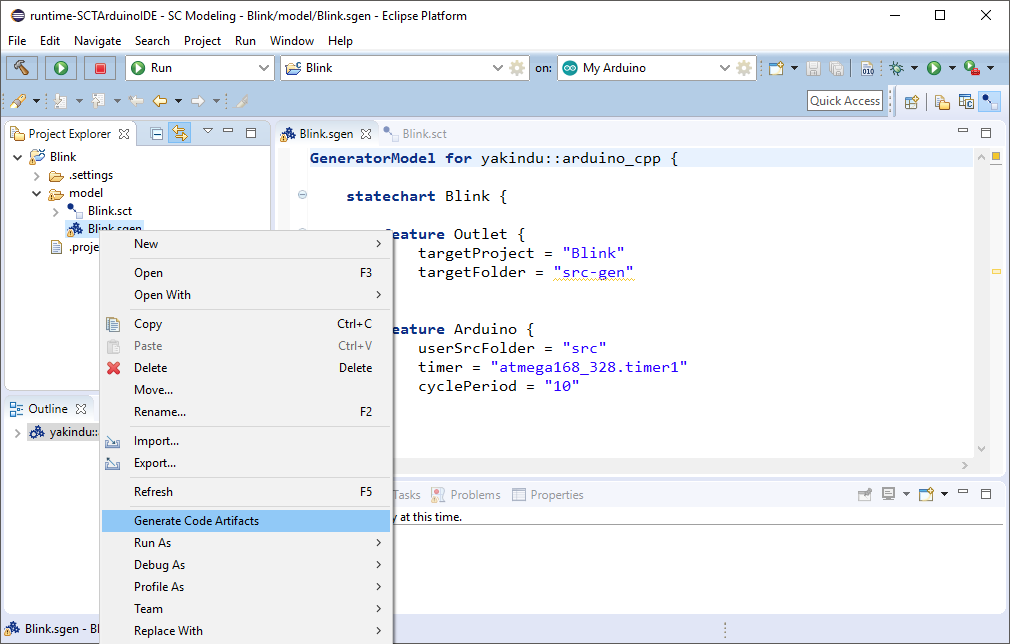 runtime-SCTArduinoIDE - SC Modeling - Blink/model/Blink.sgen - Eclipse Platform
File Edit Navigate Search Project Run Window Help
Run Blink on: My Arduino
Quick Access
Project Explorer
Blink
.settings
model
Blink.sct
Blink.sgen
.proje
Outline
yakindu::
Blink.sgen Blink.sct
GeneratorModel for yakindu::arduino_cpp {
statechart Blink {
eature Outlet {
targetProject = "Blink"
targetFolder = "src-gen"
eature Arduino {
userSrcFolder = "src"
timer = "atmega168_328.timer1"
cyclePeriod = "10"
New
Open F3
Open With
Copy Ctrl+C
Paste Ctrl+V
Delete Delete
Move...
Rename... F2
Import...
Export...
Refresh F5
Generate Code Artifacts
Run As
Debug As
Profile As
Team
Replace With
Tasks Problems Properties
y at this time.
Blink.sgen - Bl